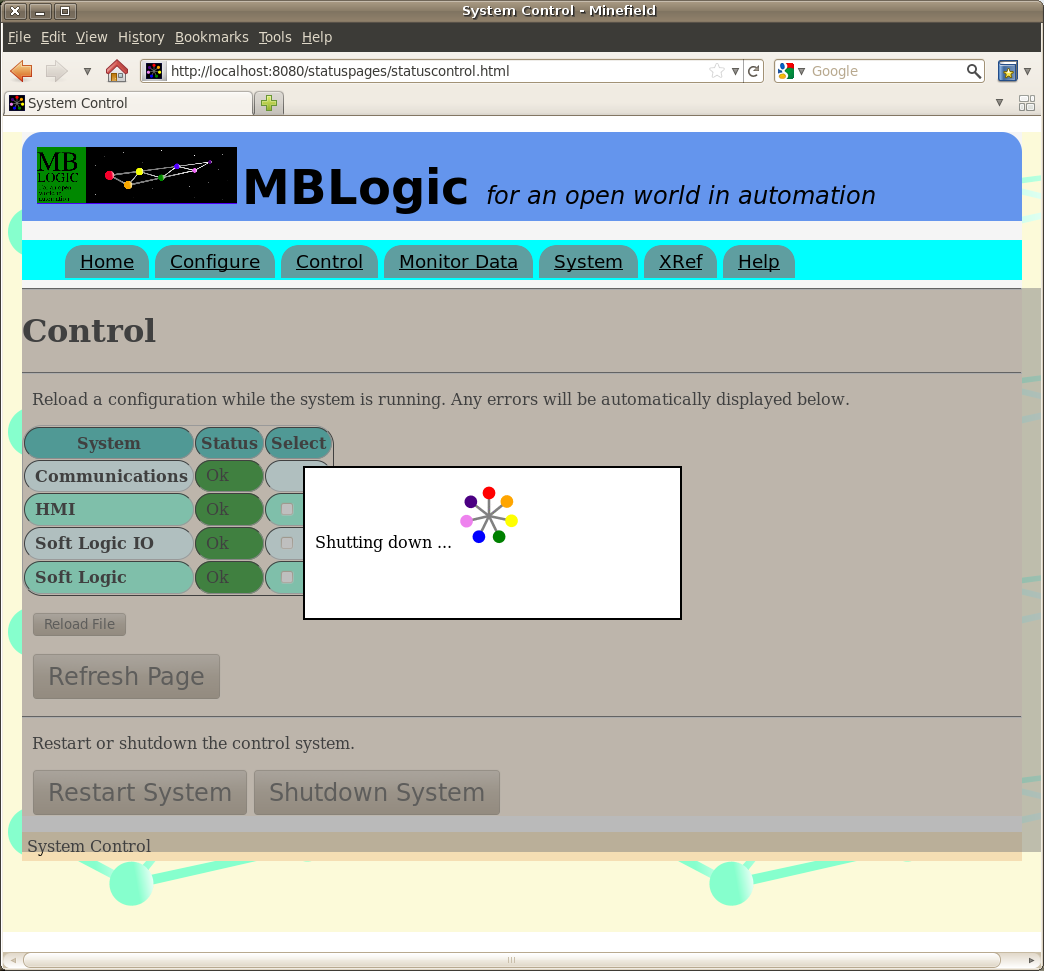 System Control - Minefield
File Edit View History Bookmarks Tools Help
http://localhost:8080/statuspages/statuscontrol.html
Google
System Control
MB
LOGIC
MBLogic for an open world in automation
Home Configure Control Monitor Data System XRef Help
Control
Reload a configuration while the system is running. Any errors will be automatically displayed below.
System Status Select
Communications Ok
HMI Ok
Soft Logic IO Ok
Soft Logic Ok
Shutting down ...
Reload File
Refresh Page
Restart or shutdown the control system.
Restart System Shutdown System
System Control